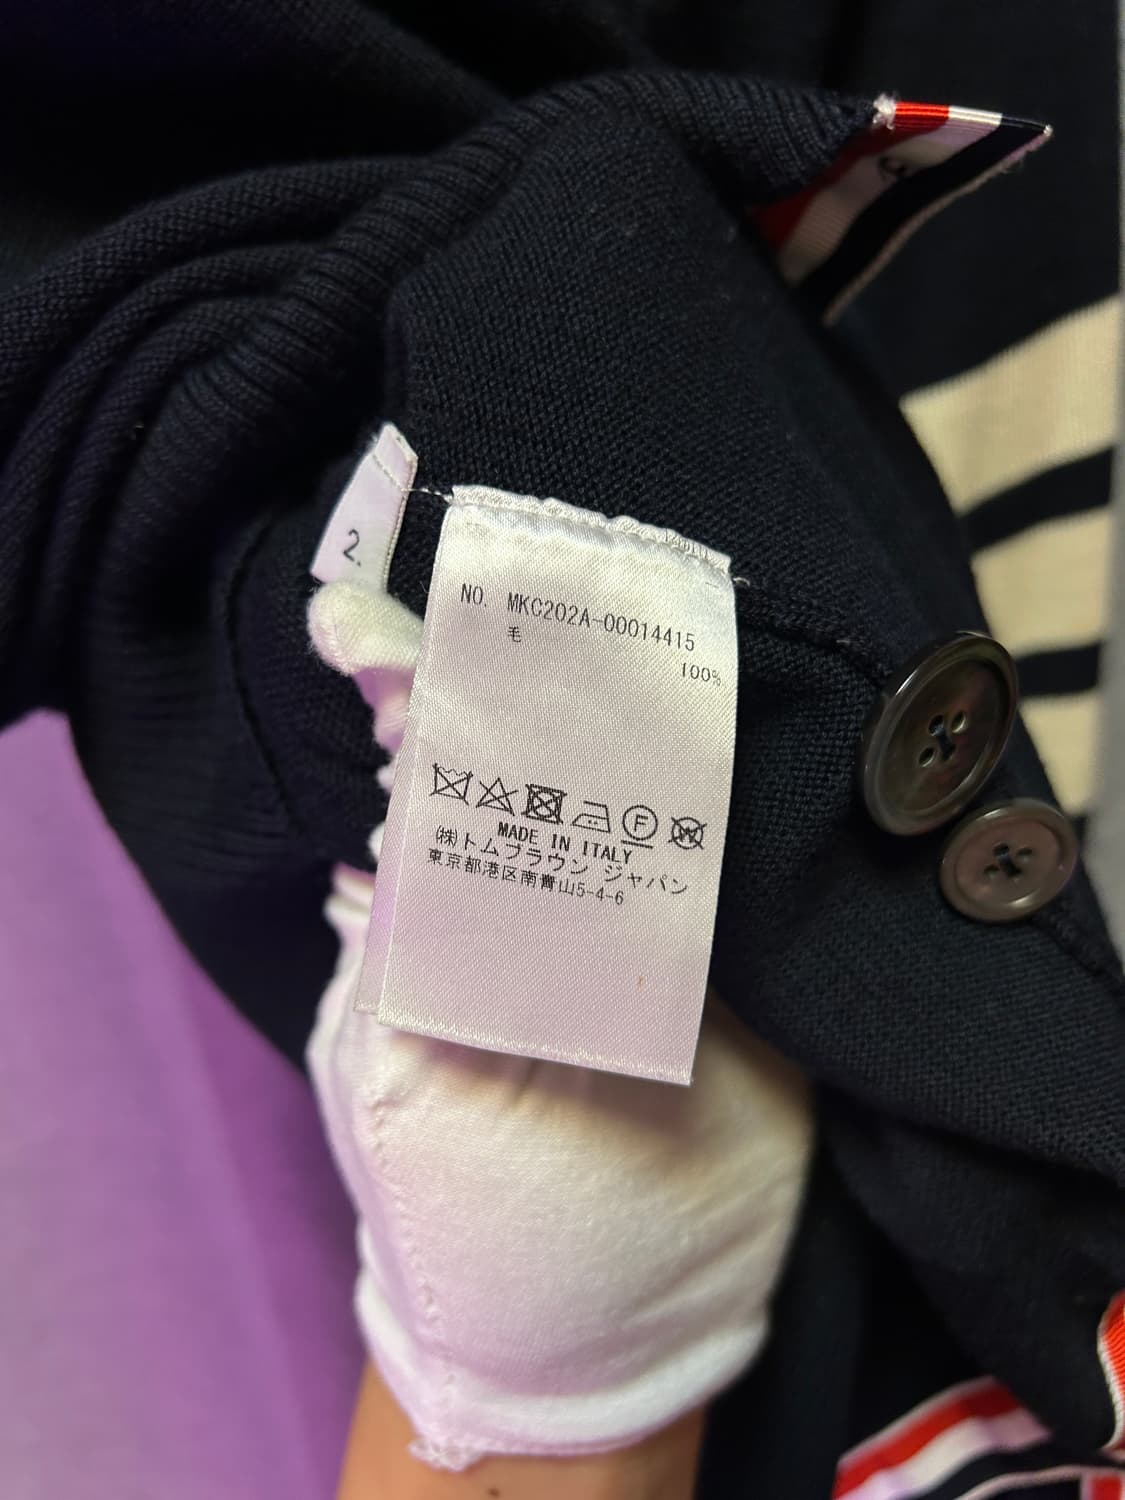 2.
NO. MKC202A-00014415
毛
100%
F
W
MADE IN ITALY
㈱トムブラウン ジャパン
東京都港区南青山5-4-6